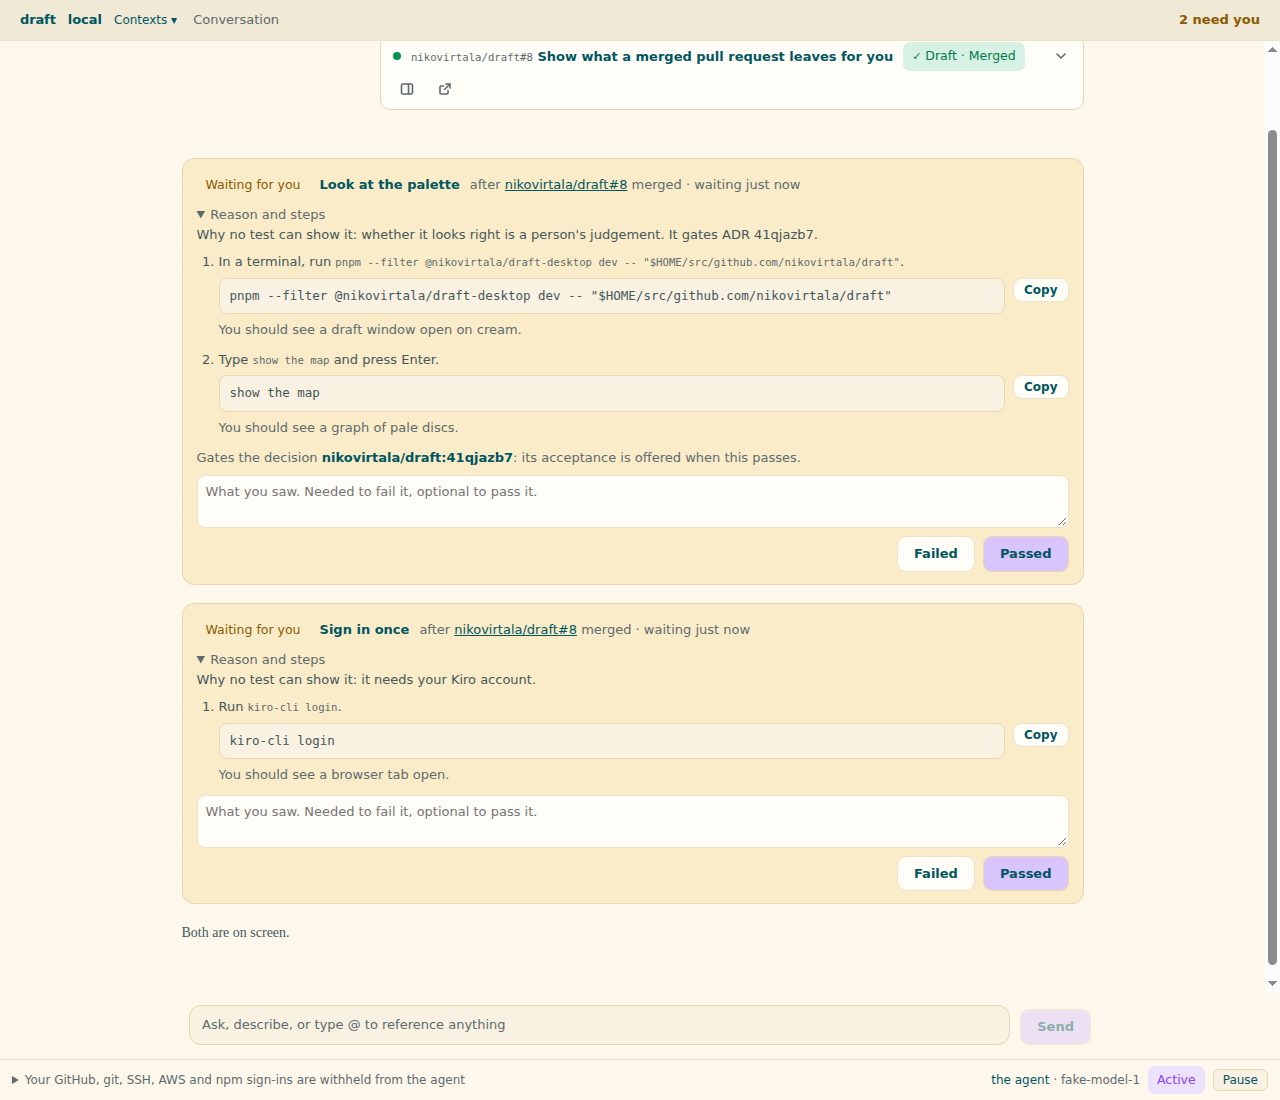 draft local Contexts ▾ Conversation 2 need you
nikovirtala/draft#8 Show what a merged pull request leaves for you ✓ Draft · Merged
Waiting for you Look at the palette after nikovirtala/draft#8 merged · waiting just now
▼ Reason and steps
Why no test can show it: whether it looks right is a person's judgement. It gates ADR 41qjazb7.
1. In a terminal, run pnpm --filter @nikovirtala/draft-desktop dev -- "$HOME/src/github.com/nikovirtala/draft".
pnpm --filter @nikovirtala/draft-desktop dev -- "$HOME/src/github.com/nikovirtala/draft" Copy
You should see a draft window open on cream.
2. Type show the map and press Enter.
show the map Copy
You should see a graph of pale discs.
Gates the decision nikovirtala/draft:41qjazb7: its acceptance is offered when this passes.
What you saw. Needed to fail it, optional to pass it.
Failed Passed
Waiting for you Sign in once after nikovirtala/draft#8 merged · waiting just now
▼ Reason and steps
Why no test can show it: it needs your Kiro account.
1. Run kiro-cli login.
kiro-cli login Copy
You should see a browser tab open.
What you saw. Needed to fail it, optional to pass it.
Failed Passed
Both are on screen.
Ask, describe, or type @ to reference anything Send
▶ Your GitHub, git, SSH, AWS and npm sign-ins are withheld from the agent the agent · fake-model-1 Active Pause